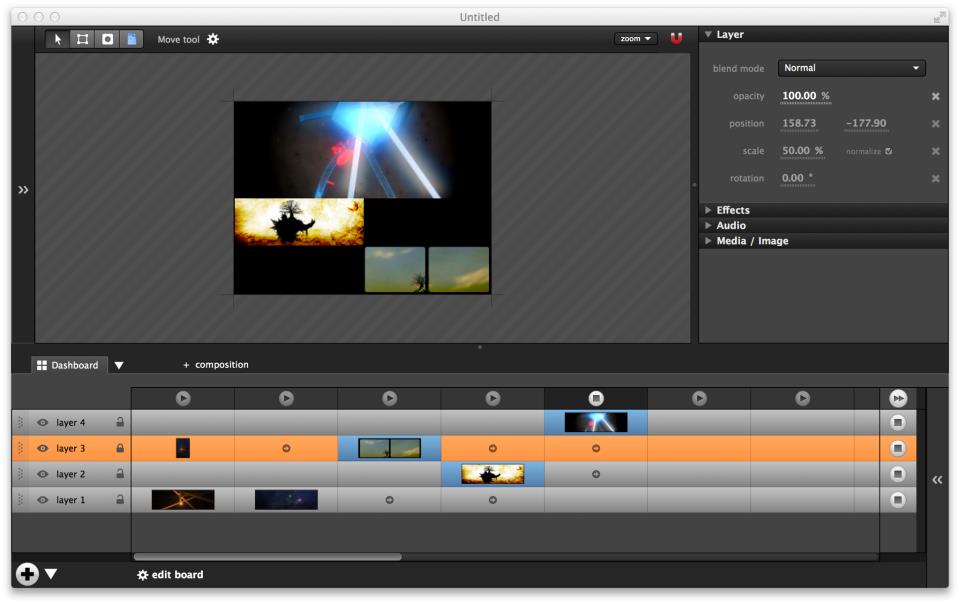 Untitled
Move tool
zoom
Layer
blend mode Normal
opacity 100.00 %
position 158.73 -177.90
scale 50.00 % normalize
rotation 0.00 °
Effects
Audio
Media / Image
Dashboard
+ composition
layer 4
layer 3
layer 2
layer 1
edit board